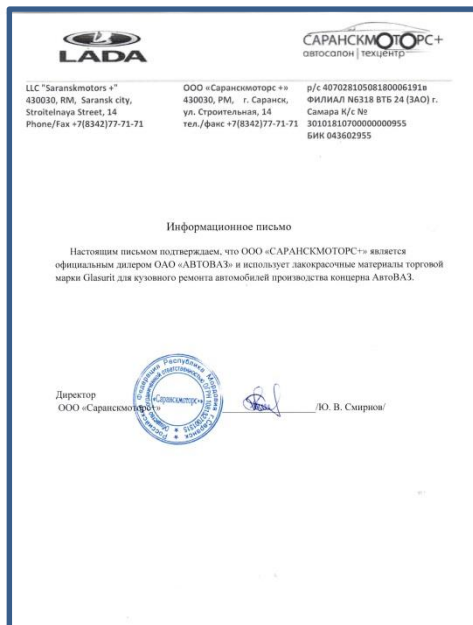 LADA
САРАНСКМОТОРС+
автосалон | техцентр
LLC "Saranskmotors +"
430030, RM, Saransk city,
Stroitelnaya Street, 14
Phone/Fax +7(8342)77-71-71
ООО «Саранскмоторс +»
430030, РМ, г. Саранск,
ул. Строительная, 14
тел./факс +7(8342)77-71-71
р/с 40702810508180006191в
ФИЛИАЛ N6318 ВТБ 24 (ЗАО) г.
Самара К/с №
30101810700000000955
БИК 043602955
Информационное письмо
Настоящим письмом подтверждаем, что ООО «САРАНСКМОТОРС+» является
официальным дилером ОАО «АВТОВАЗ» и использует лакокрасочные материалы торговой
марки Glasurit для кузовного ремонта автомобилей производства концерна АвтоВАЗ.
Директор
ООО «Саранскмоторс+»
/Ю. В. Смирнов/
«Саранскмоторс+»